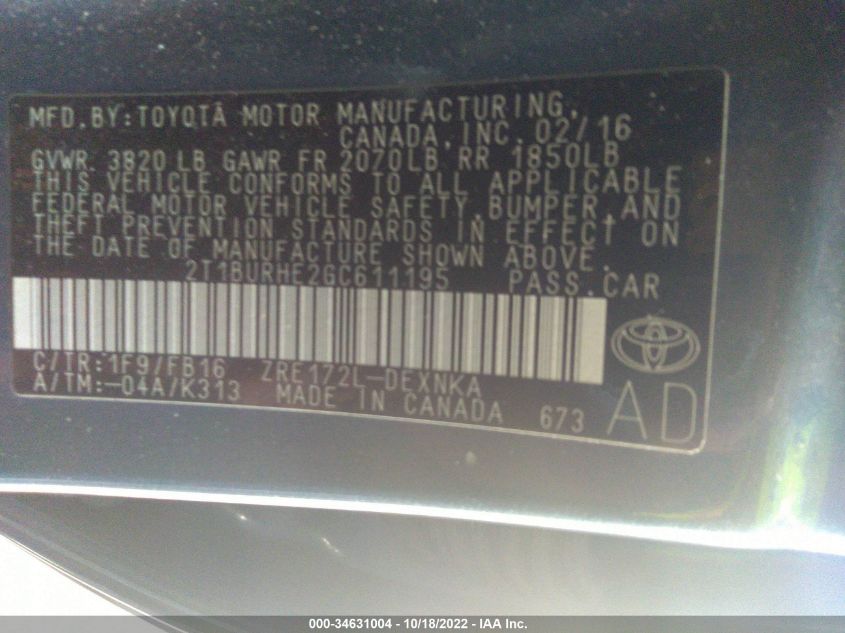 MFD.BY:TOYOTA MOTOR MANUFACTURING,
CANADA,INC.02/16
GVWR 3820 LB GAWR FR 2070LB RR 1850LB
THIS VEHICLE CONFORMS TO ALL APPLICABLE
FEDERAL MOTOR VEHICLE SAFETY,BUMPER,AND
THEFT PREVENTION STANDARDS IN EFFECT ON
THE DATE OF MANUFACTURE SHOWN ABOVE.
2T1BURHE2GC611195 PASS.CAR
C/TR:1F9/FB16 ZRE172L-DEXNKA
A/TM:-04A/K313 MADE IN CANADA 673
AD
000-34631004 - 10/18/2022 - IAA Inc.